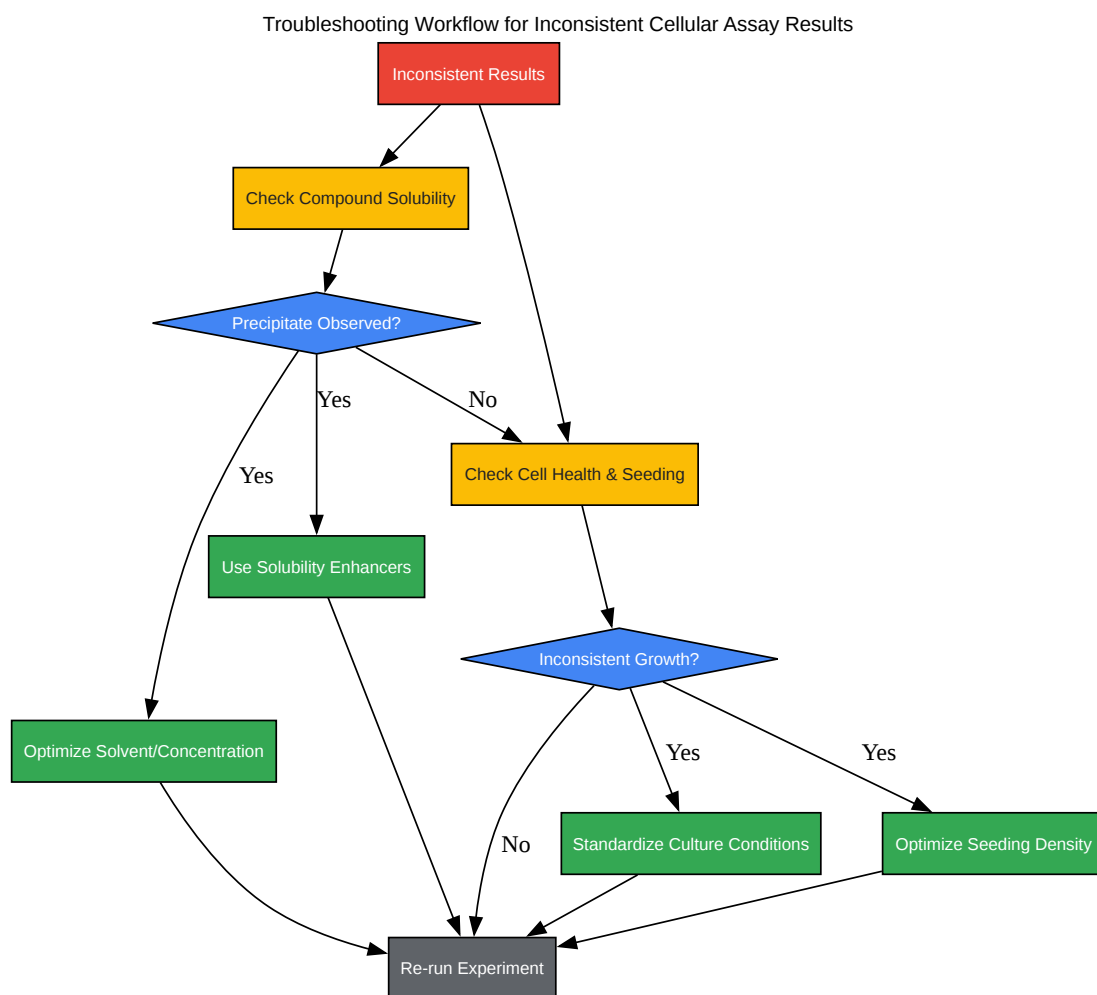 Troubleshooting Workflow for Inconsistent Cellular Assay Results
Inconsistent Results
Check Compound Solubility
Precipitate Observed?
Yes
No
Yes
Check Cell Health & Seeding
Use Solubility Enhancers
Inconsistent Growth?
Optimize Solvent/Concentration
Yes
Yes
No
Standardize Culture Conditions
Optimize Seeding Density
Re-run Experiment